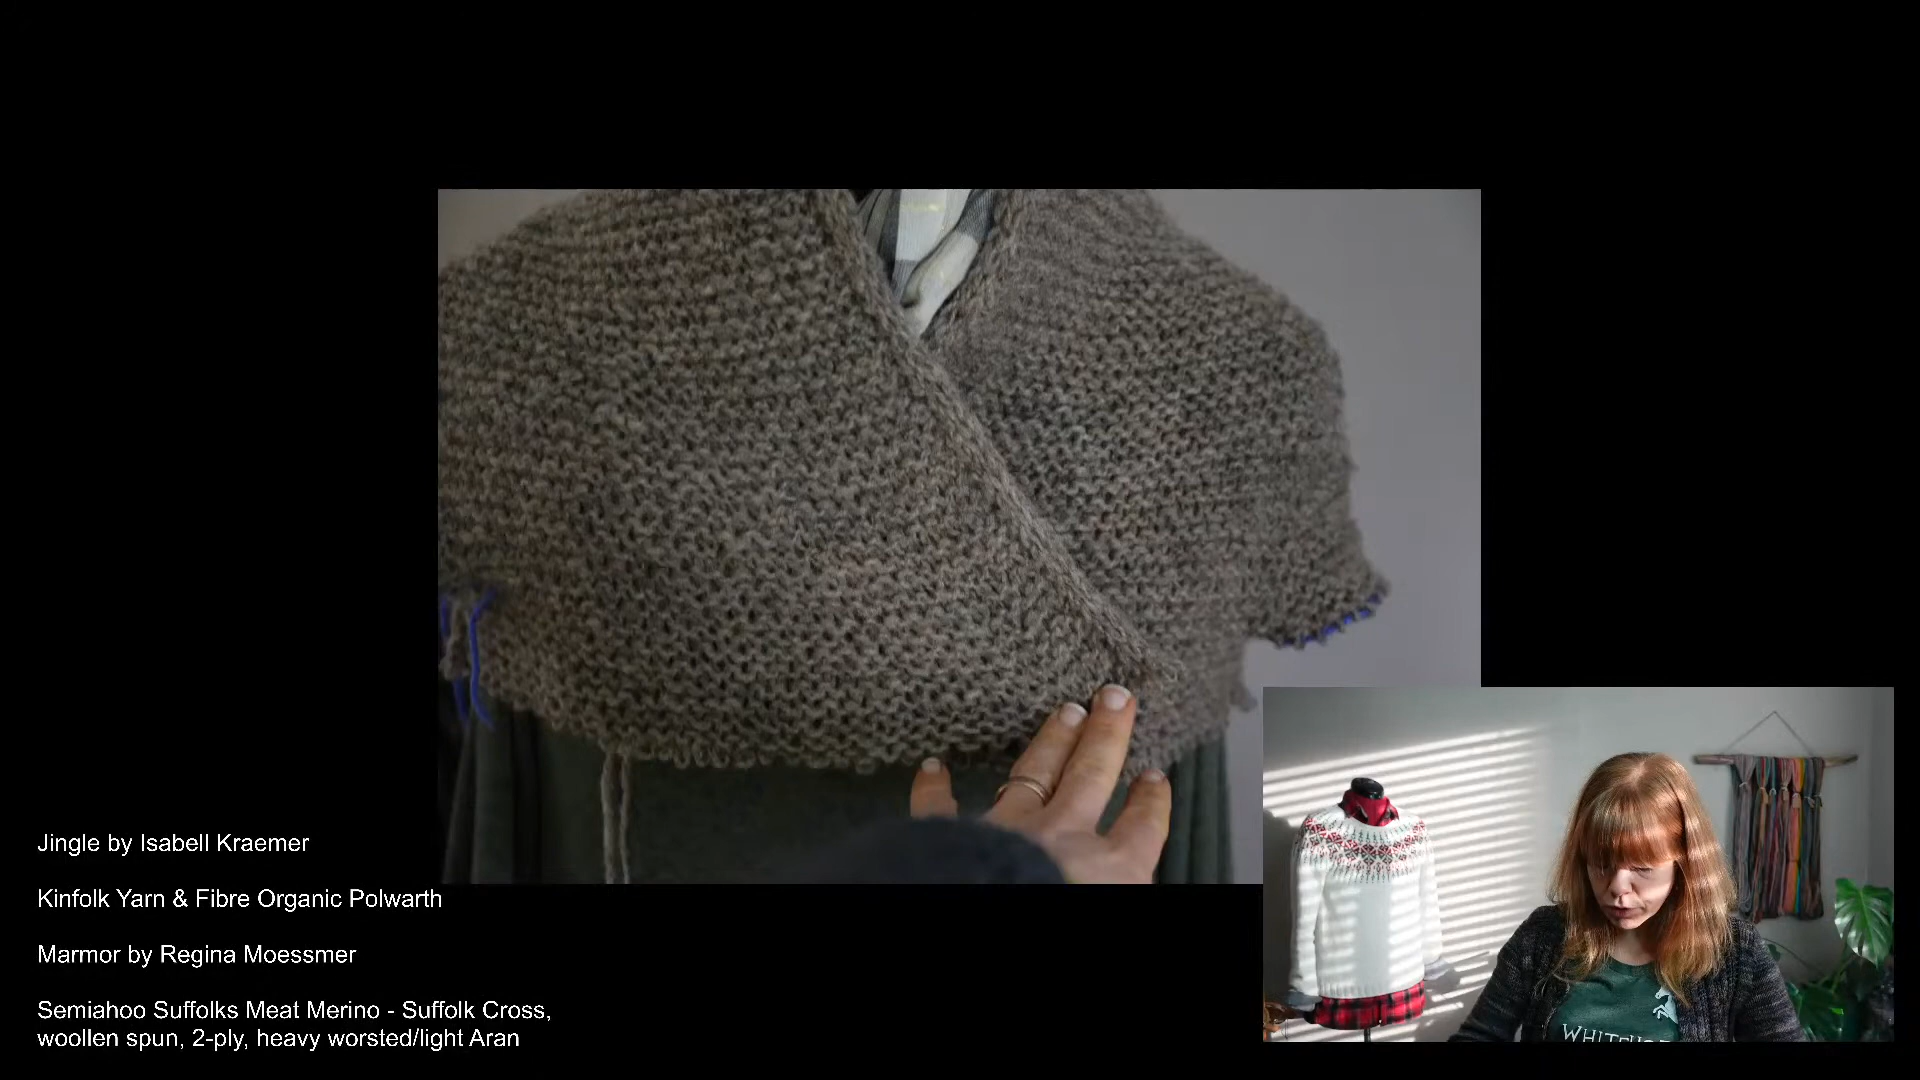 Jingle by Isabell Kraemer
Kinfolk Yarn & Fibre Organic Polwarth
Marmor by Regina Moessmer
Semiahoo Suffolks Meat Merino - Suffolk Cross,
woollen spun, 2-ply, heavy worsted/light Aran